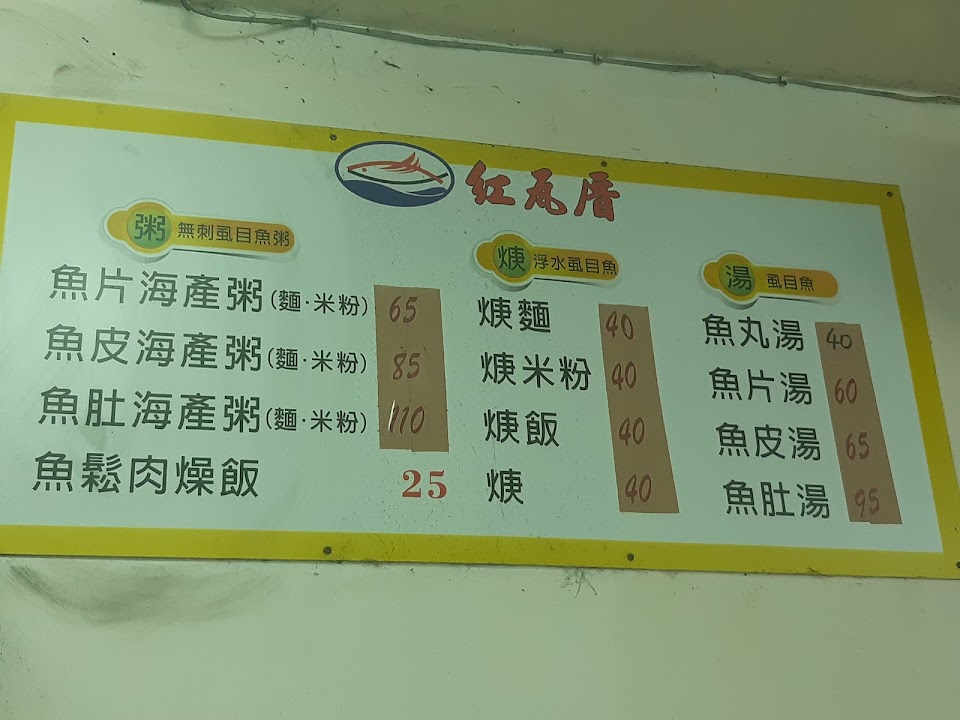 紅瓦厝
粥 無刺虱目魚粥
魚片海產粥(麵·米粉) 65
魚皮海產粥(麵·米粉) 85
魚肚海產粥(麵·米粉) 110
魚鬆肉燥飯 25
焿 浮水虱目魚
焿麵 40
焿米粉 40
焿飯 40
焿 40
湯 虱目魚
魚丸湯 40
魚片湯 60
魚皮湯 65
魚肚湯 95